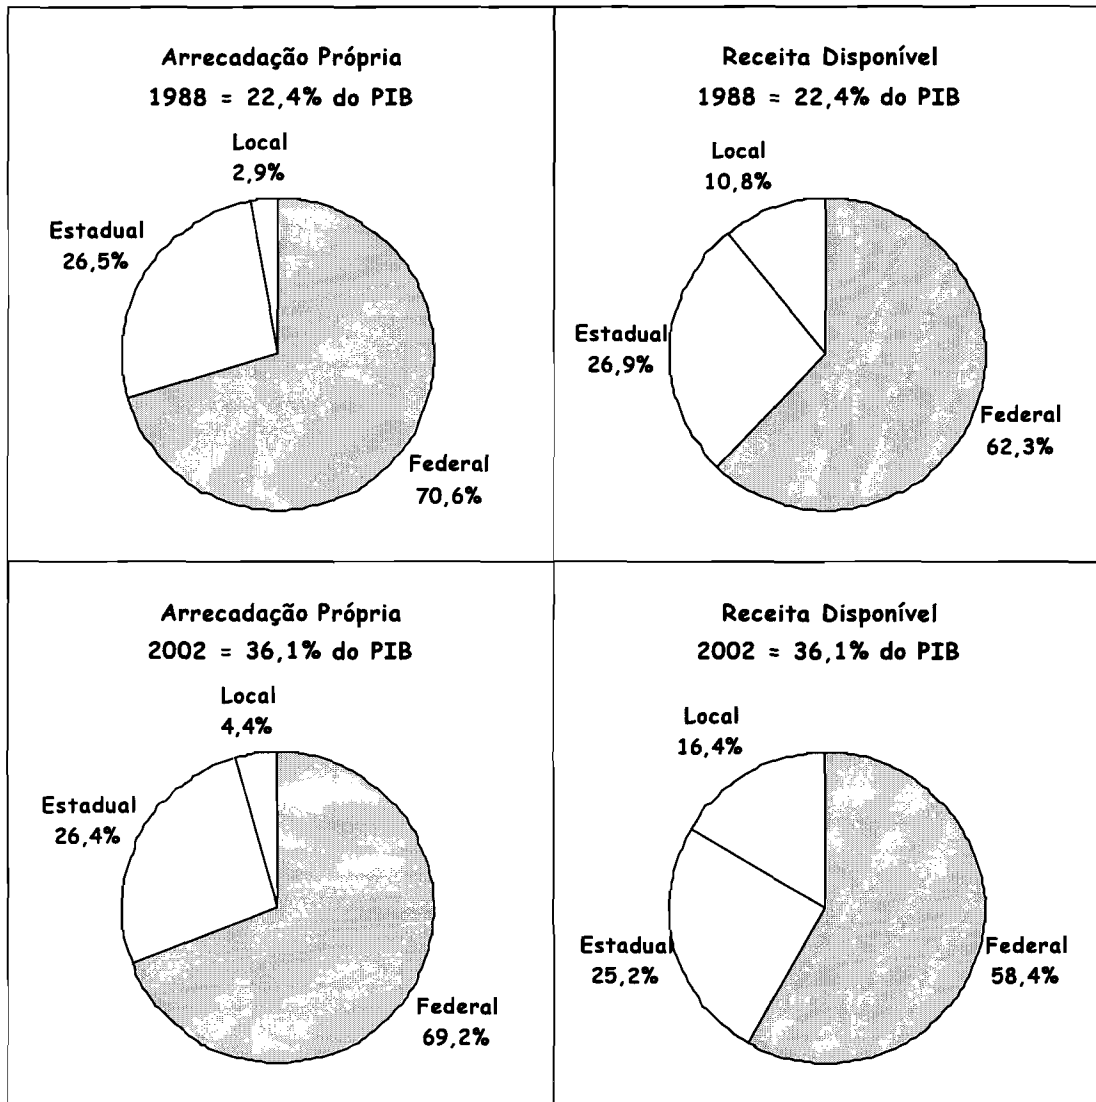 Arrecadação Própria
1988 = 22,4% do PIB
Local
2,9%
Estadual
26,5%
Federal
70,6%
Receita Disponível
1988 = 22,4% do PIB
Local
10,8%
Estadual
26,9%
Federal
62,3%
Arrecadação Própria
2002 = 36,1% do PIB
Local
4,4%
Estadual
26,4%
Federal
69,2%
Receita Disponível
2002 = 36,1% do PIB
Local
16,4%
Estadual
25,2%
Federal
58,4%